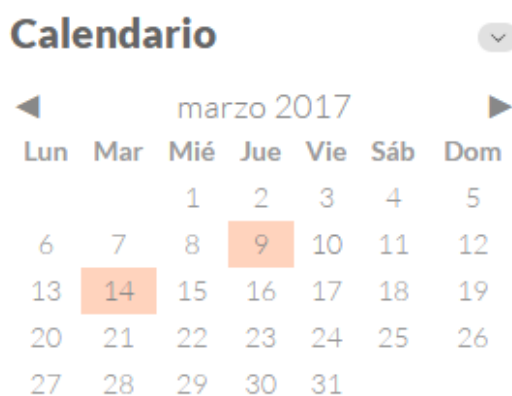 Calendario
marzo 2017
Lun Mar Mié Jue Vie Sáb Dom
1 2 3 4 5
6 7 8 9 10 11 12
13 14 15 16 17 18 19
20 21 22 23 24 25 26
27 28 29 30 31